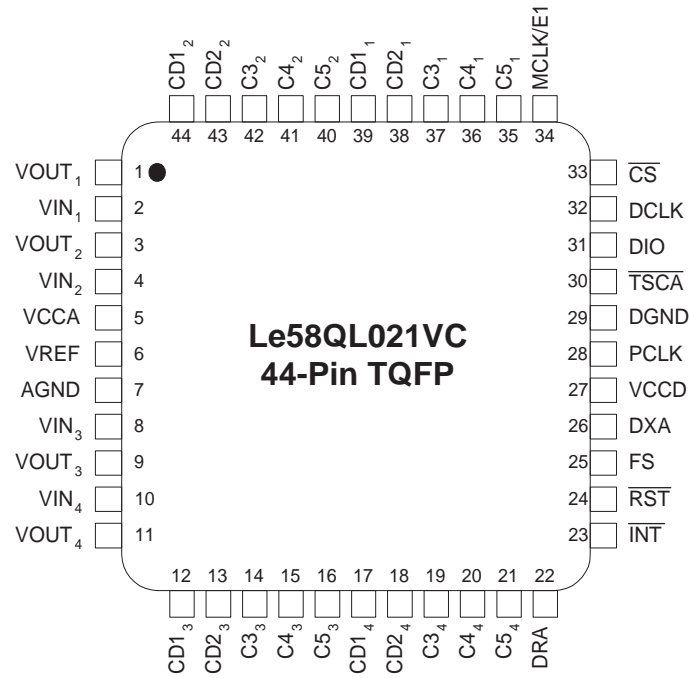 CD1₂ CD2₂ C3₂ C4₂ C5₂ CD1₁ CD2₁ C3₁ C4₁ C5₁ MCLK/E1
44 43 42 41 40 39 38 37 36 35 34
VOUT₁ 1 33 C̅S̅
VIN₁ 2 32 DCLK
VOUT₂ 3 31 DIO
VIN₂ 4 30 T̅S̅C̅A̅
VCCA 5 29 DGND
VREF 6 28 PCLK
AGND 7 27 VCCD
VIN₃ 8 26 DXA
VOUT₃ 9 25 FS
VIN₄ 10 24 R̅S̅T̅
VOUT₄ 11 23 I̅N̅T̅
Le58QL021VC
44-Pin TQFP
12 13 14 15 16 17 18 19 20 21 22
CD1₃ CD2₃ C3₃ C4₃ C5₃ CD1₄ CD2₄ C3₄ C4₄ C5₄ DRA